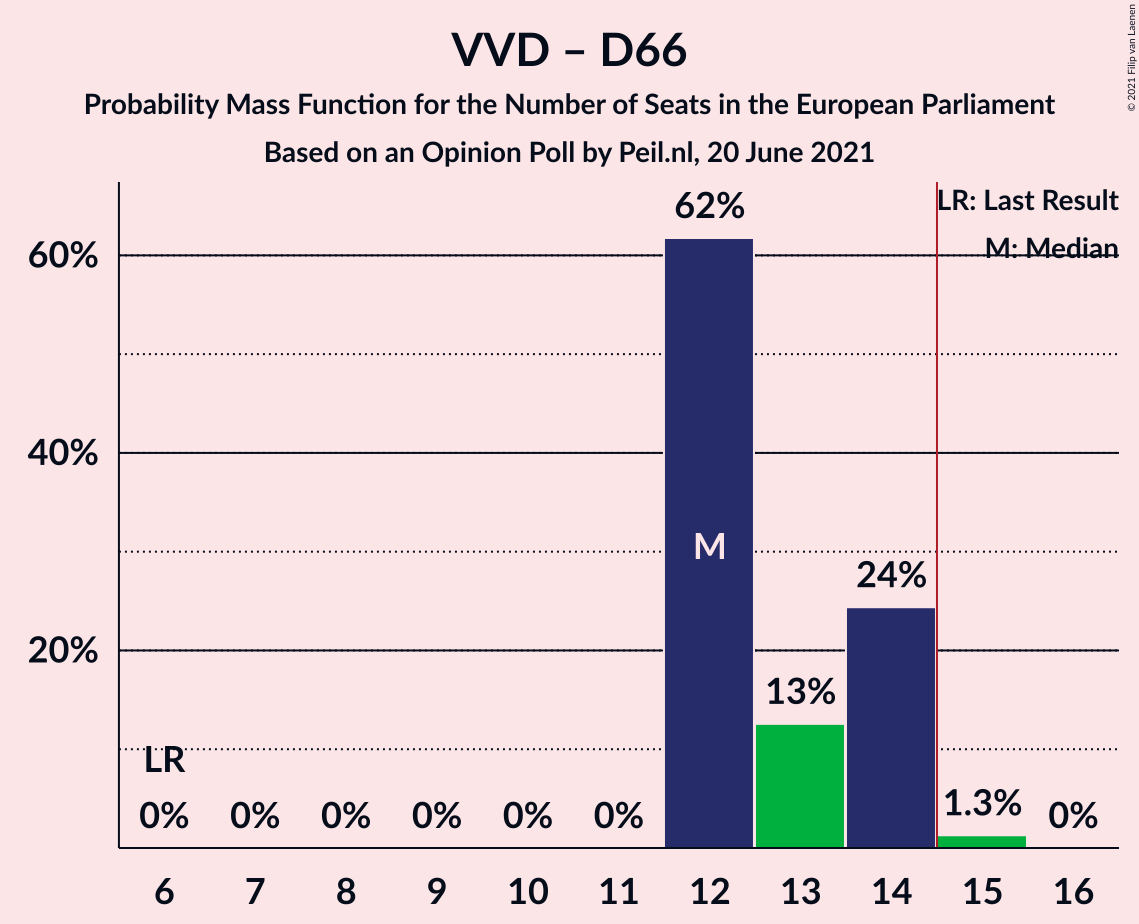 VVD – D66
Probability Mass Function for the Number of Seats in the European Parliament
Based on an Opinion Poll by Peil.nl, 20 June 2021
© 2021 Filip van Laenen
LR: Last Result
M: Median
60%
40%
20%
62%
M
24%
13%
1.3%
LR
0% 0% 0% 0% 0% 0% 0%
6 7 8 9 10 11 12 13 14 15 16